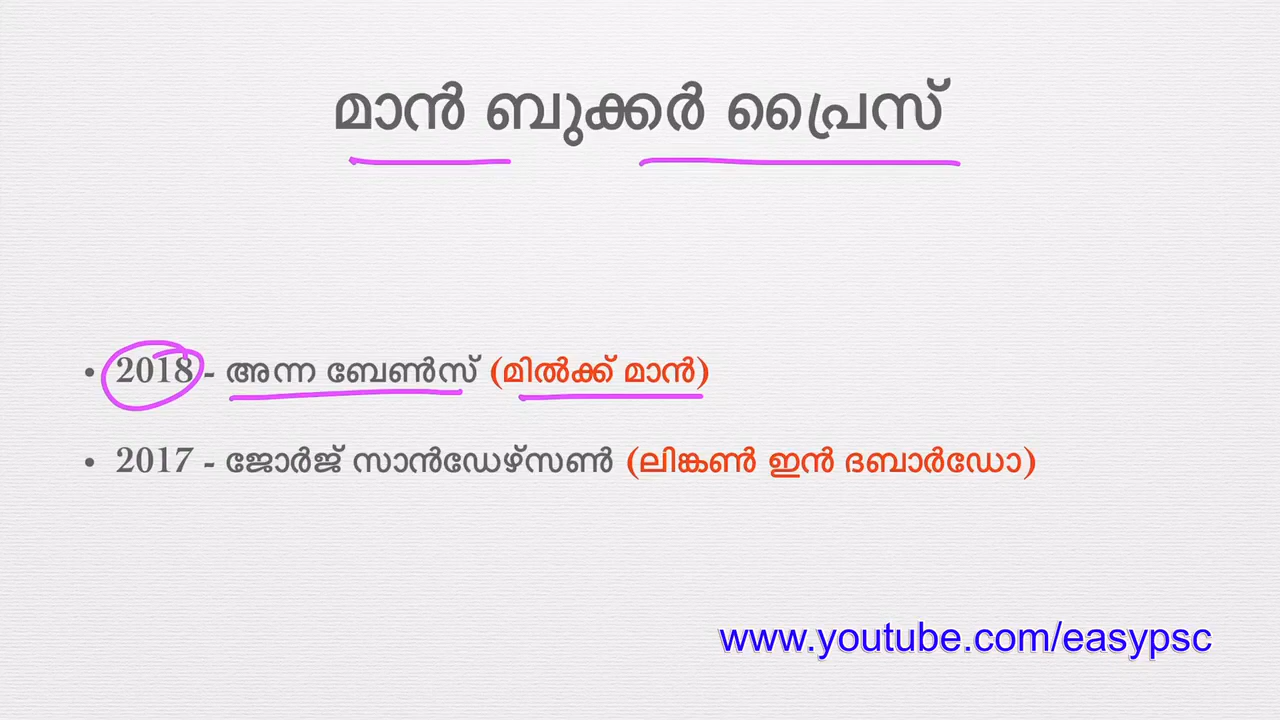 മാൻ ബുക്കർ പ്രൈസ്
• 2018 - അന്ന ബേൺസ് (മിൽക്ക് മാൻ)
• 2017 - ജോർജ് സാൻഡേഴ്സൺ (ലിങ്കൺ ഇൻ ദബാർഡോ)
www.youtube.com/easypsc